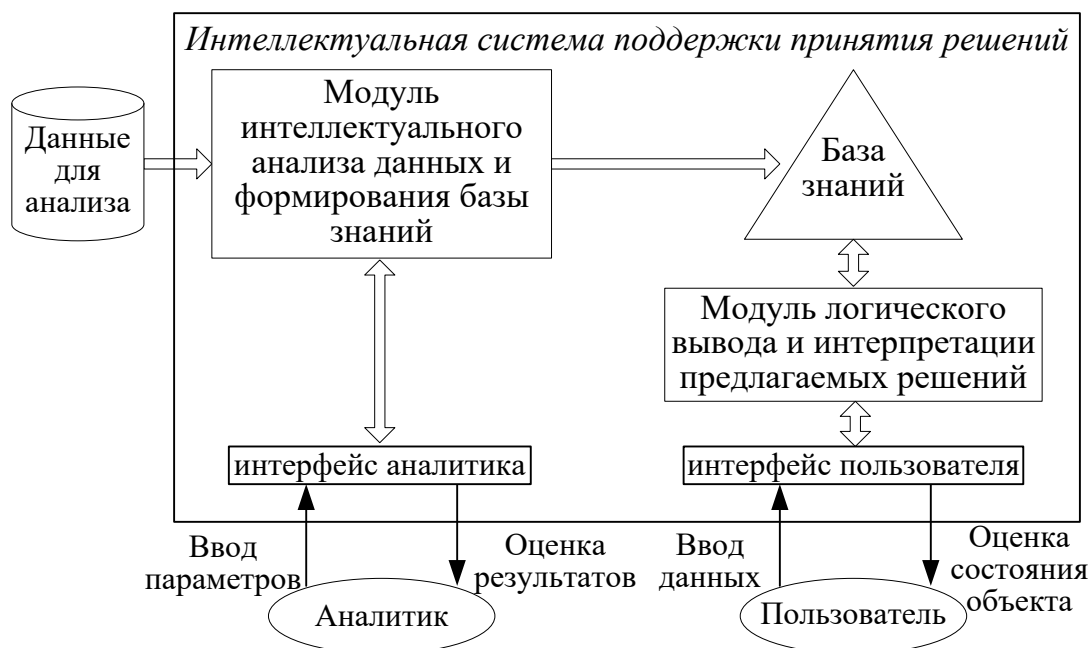 Интеллектуальная система поддержки принятия решений
Данные
для
анализа
Модуль
интеллектуального
анализа данных и
формирования базы
знаний
База
знаний
Модуль логического
вывода и интерпретации
предлагаемых решений
интерфейс аналитика
интерфейс пользователя
Ввод
параметров
Оценка
результатов
Ввод
данных
Оценка
состояния
объекта
Аналитик
Пользователь